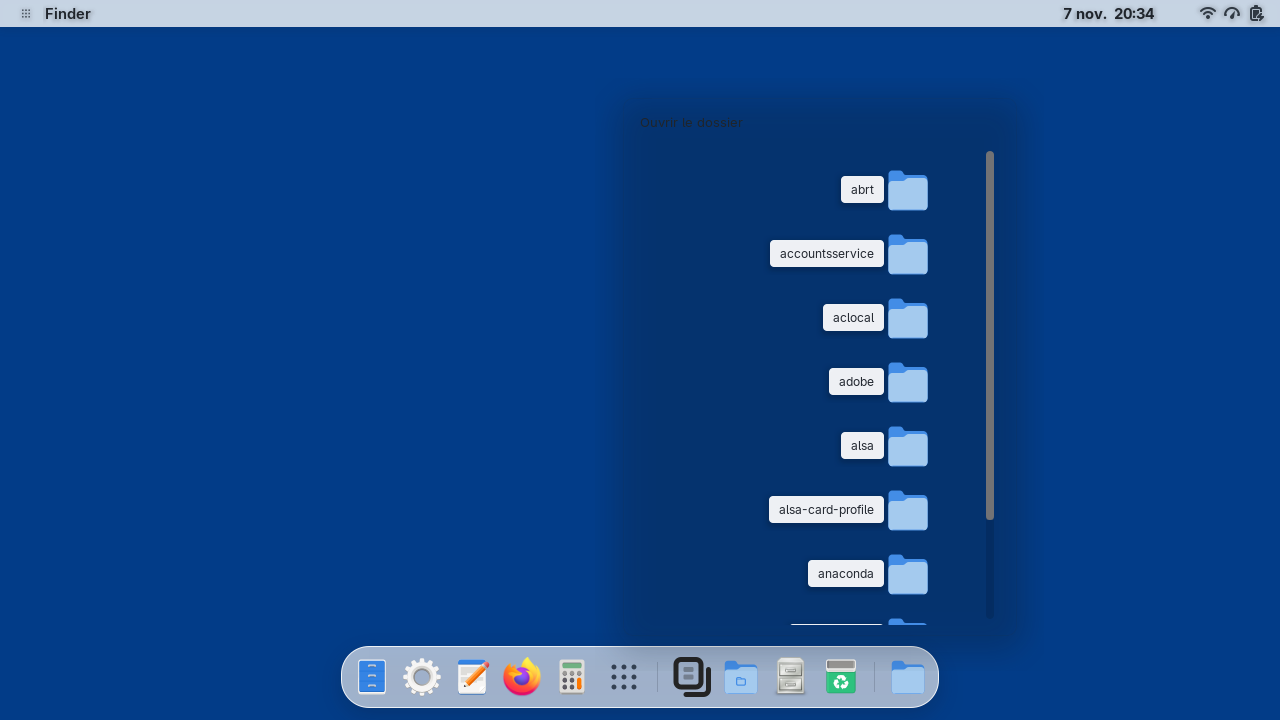 Finder
7 nov. 20:34
Ouvrir le dossier
abrt
accountsservice
aclocal
adobe
alsa
alsa-card-profile
anaconda